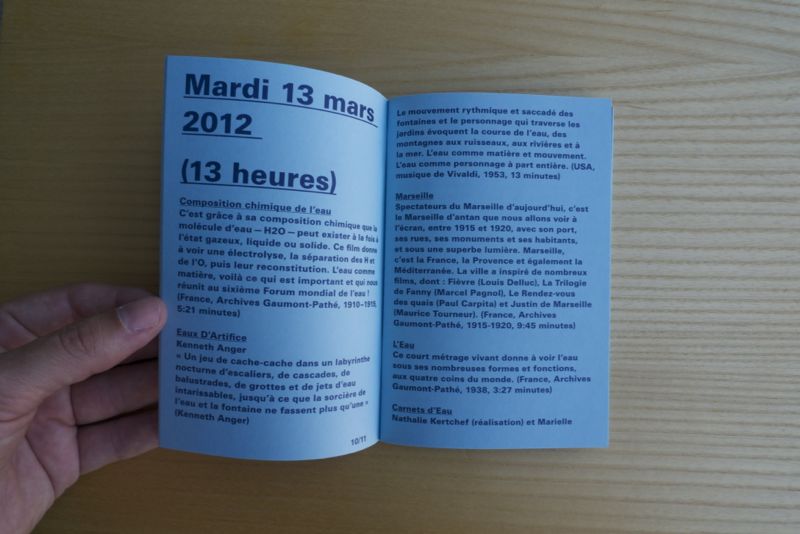 Mardi 13 mars
2012
(13 heures)
Composition chimique de l'eau
C'est grâce à sa composition chimique que la
molécule d'eau — H2O — peut exister à la fois à
l'état gazeux, liquide ou solide. Ce film donne
à voir une électrolyse, la séparation des H et
de l'O, puis leur reconstitution. L'eau comme
matière, voilà ce qui est important et qui nous
réunit au sixième Forum mondial de l'eau !
(France, Archives Gaumont-Pathé, 1910–1915,
5:21 minutes)
Eaux D'Artifice
Kenneth Anger
« Un jeu de cache-cache dans un labyrinthe
nocturne d'escaliers, de cascades, de
balustrades, de grottes et de jets d'eau
intarissables, jusqu'à ce que la sorcière de
l'eau et la fontaine ne fassent plus qu'une »
(Kenneth Anger)
10/11
Le mouvement rythmique et saccadé des
fontaines et le personnage qui traverse les
jardins évoquent la course de l'eau, des
montagnes aux ruisseaux, aux rivières et à
la mer. L'eau comme matière et mouvement.
L'eau comme personnage à part entière. (USA,
musique de Vivaldi, 1953, 13 minutes)
Marseille
Spectateurs du Marseille d'aujourd'hui, c'est
le Marseille d'antan que nous allons voir à
l'écran, entre 1915 et 1920, avec son port,
ses rues, ses monuments et ses habitants,
et sous une superbe lumière. Marseille,
c'est la France, la Provence et également la
Méditerranée. La ville a inspiré de nombreux
films, dont : Fièvre (Louis Delluc), La Trilogie
de Fanny (Marcel Pagnol), Le Rendez-vous
des quais (Paul Carpita) et Justin de Marseille
(Maurice Tourneur). (France, Archives
Gaumont-Pathé, 1915-1920, 9:45 minutes)
L'Eau
Ce court métrage vivant donne à voir l'eau
sous ses nombreuses formes et fonctions,
aux quatre coins du monde. (France, Archives
Gaumont-Pathé, 1938, 3:27 minutes)
Carnets d'Eau
Nathalie Kertchef (réalisation) et Marielle